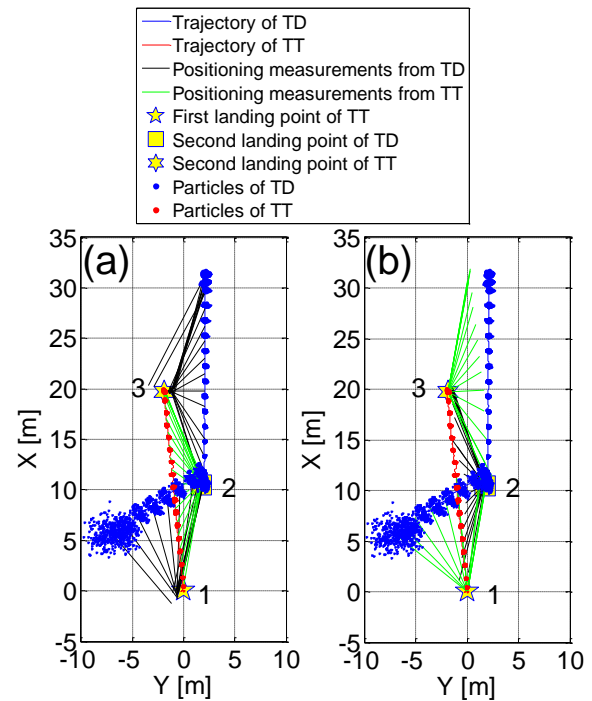 Trajectory of TD
Trajectory of TT
Positioning measurements from TD
Positioning measurements from TT
First landing point of TT
Second landing point of TD
Second landing point of TT
Particles of TD
Particles of TT
(a)
35
30
25
20
15
10
5
0
-5
X [m]
3
2
1
-10
-5
0
5
10
Y [m]
(b)
35
30
25
20
15
10
5
0
-5
X [m]
3
2
1
-10
-5
0
5
10
Y [m]